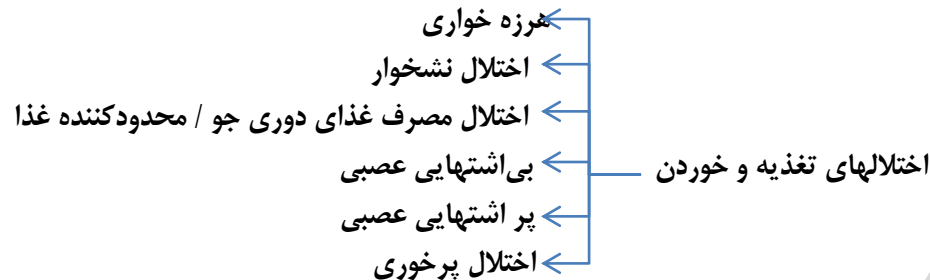 هرزه خواری
اختلال نشخوار
اختلال مصرف غذای دوری جو / محدودکننده غذا
اختلالهای تغذیه و خوردن
بی‌اشتهایی عصبی
پر اشتهایی عصبی
اختلال پرخوری